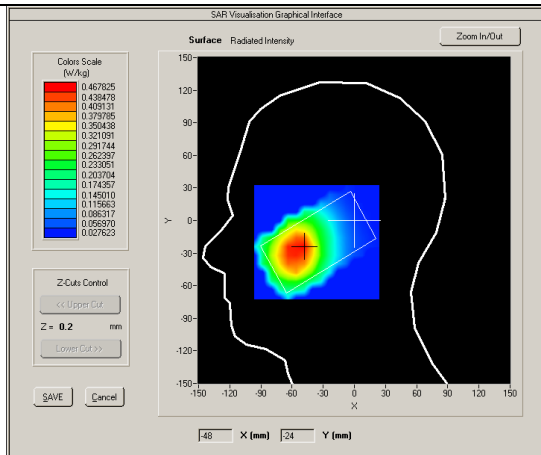 SAR Visualisation Graphical Interface
Surface Radiated Intensity
Zoom In/Out
Colors Scale
(W/kg)
0.467825
0.438478
0.409131
0.379785
0.350438
0.321091
0.291744
0.262397
0.233051
0.203704
0.174357
0.145010
0.115663
0.086317
0.056970
0.027623
Z-Cuts Control
<< Upper Cut
Z = 0.2 mm
Lower Cut >>
SAVE Cancel
150
120
90
60
30
0
-30
-60
-90
-120
-150
Y
-150 -120 -90 -60 -30 0 30 60 90 120 150
X
-48 X (mm) -24 Y (mm)